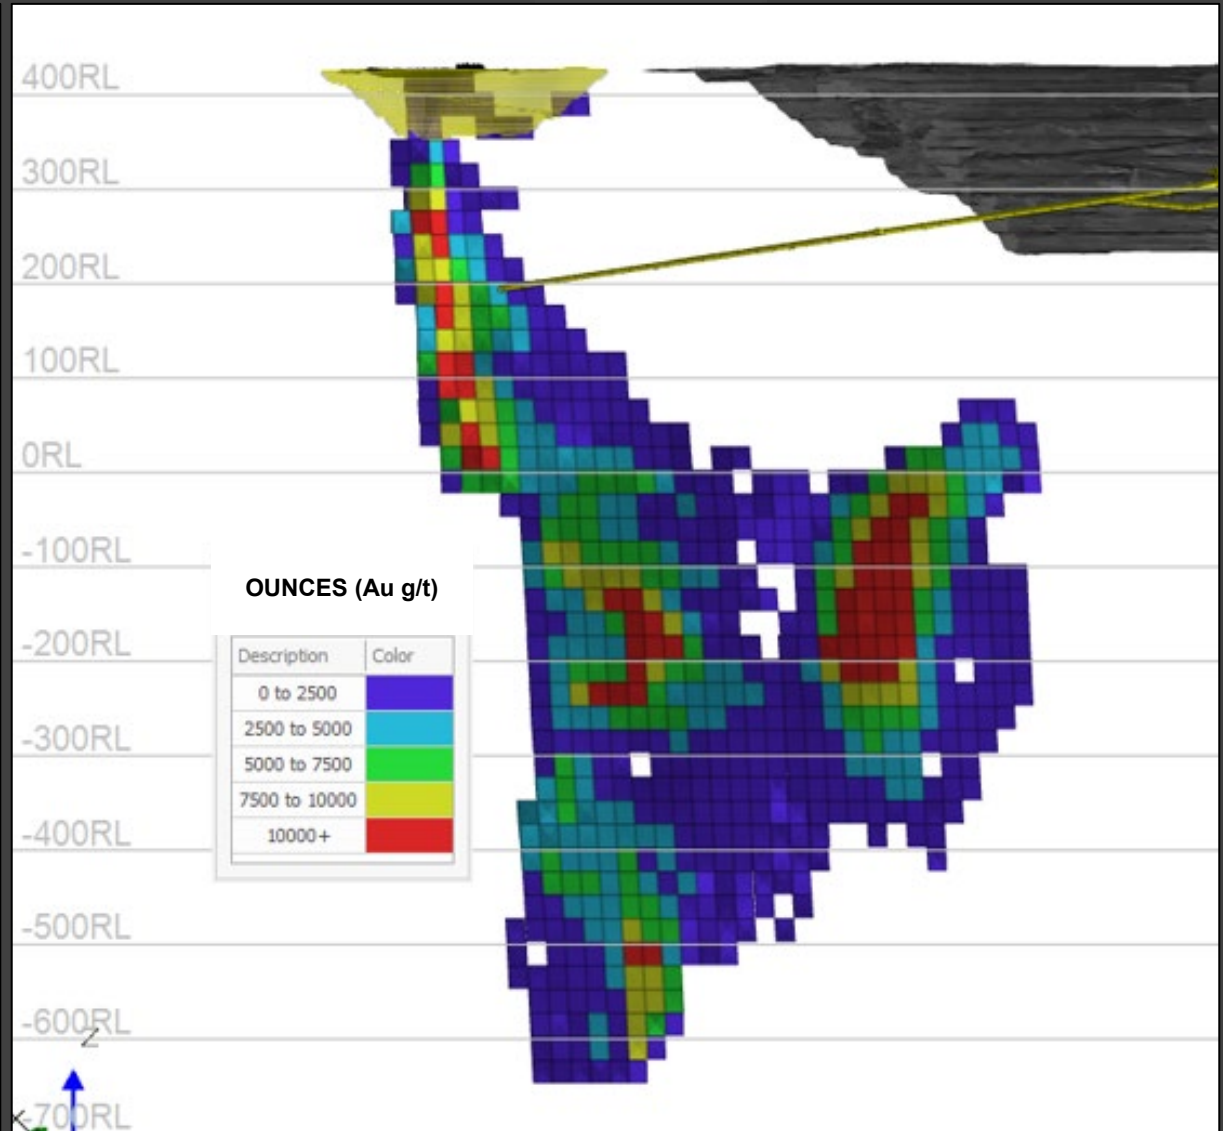 400RL
300RL
200RL
100RL
0RL
-100RL
OUNCES (Au g/t)
-200RL
Description Color
0 to 2500
2500 to 5000
-300RL
5000 to 7500
7500 to 10000
-400RL
10000+
-500RL
-600RL
Z
-700RL